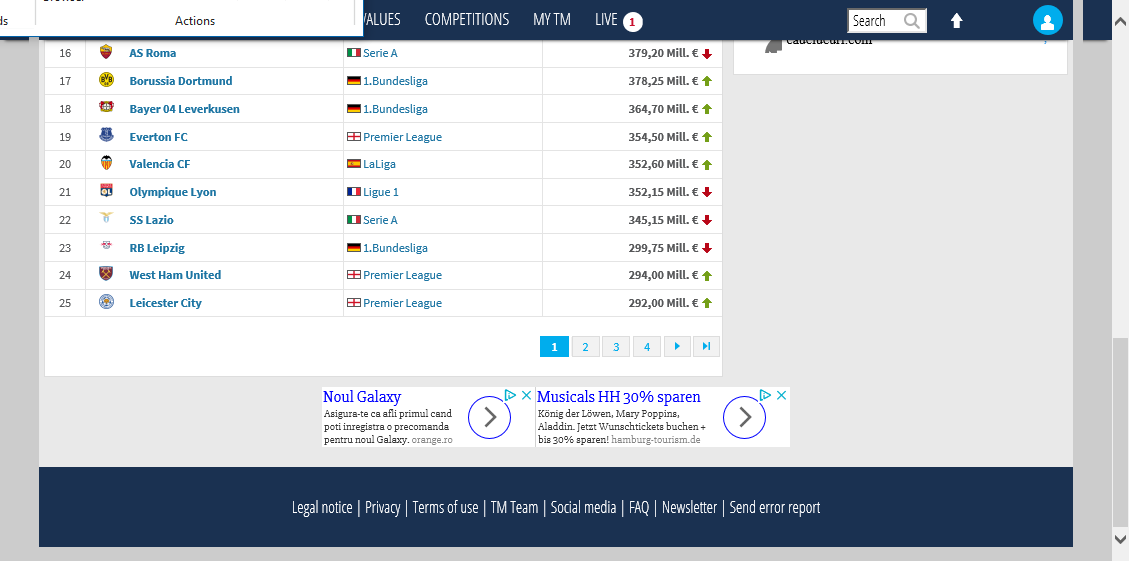 ds
Actions
VALUES COMPETITIONS MY TM LIVE 1 Search
16 AS Roma Serie A 379,20 Mill. €
17 Borussia Dortmund 1.Bundesliga 378,25 Mill. €
18 Bayer 04 Leverkusen 1.Bundesliga 364,70 Mill. €
19 Everton FC Premier League 354,50 Mill. €
20 Valencia CF LaLiga 352,60 Mill. €
21 Olympique Lyon Ligue 1 352,15 Mill. €
22 SS Lazio Serie A 345,15 Mill. €
23 RB Leipzig 1.Bundesliga 299,75 Mill. €
24 West Ham United Premier League 294,00 Mill. €
25 Leicester City Premier League 292,00 Mill. €
1 2 3 4
Noul Galaxy
Asigura-te ca afli primul cand
poti inregistra o precomanda
pentru noul Galaxy. orange.ro
Musicals HH 30% sparen
König der Löwen, Mary Poppins,
Aladdin. Jetzt Wunschtickets buchen +
bis 30% sparen! hamburg-tourism.de
Legal notice | Privacy | Terms of use | TM Team | Social media | FAQ | Newsletter | Send error report